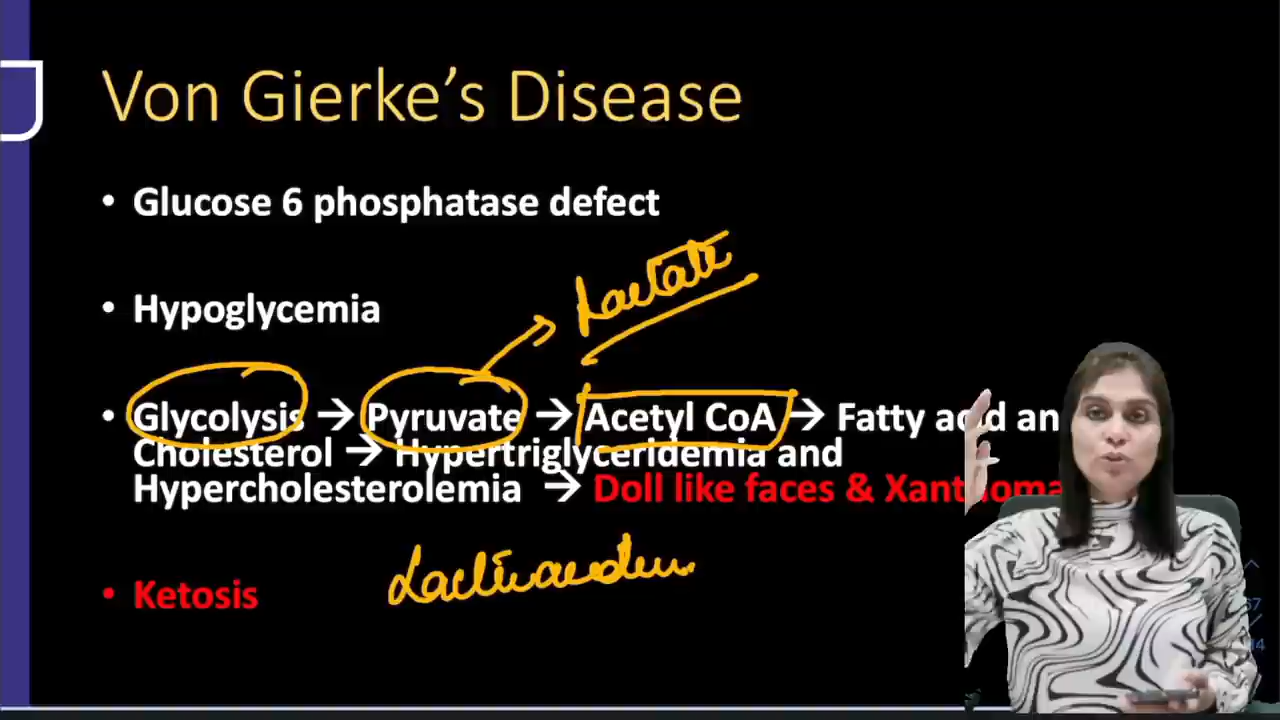 Von Gierke's Disease
• Glucose 6 phosphatase defect
Lactate
• Hypoglycemia
• Glycolysis → Pyruvate → Acetyl CoA → Fatty acid an
Cholesterol → Hypertriglyceridemia and
Hypercholesterolemia → Doll like faces & Xanthoma
• Ketosis